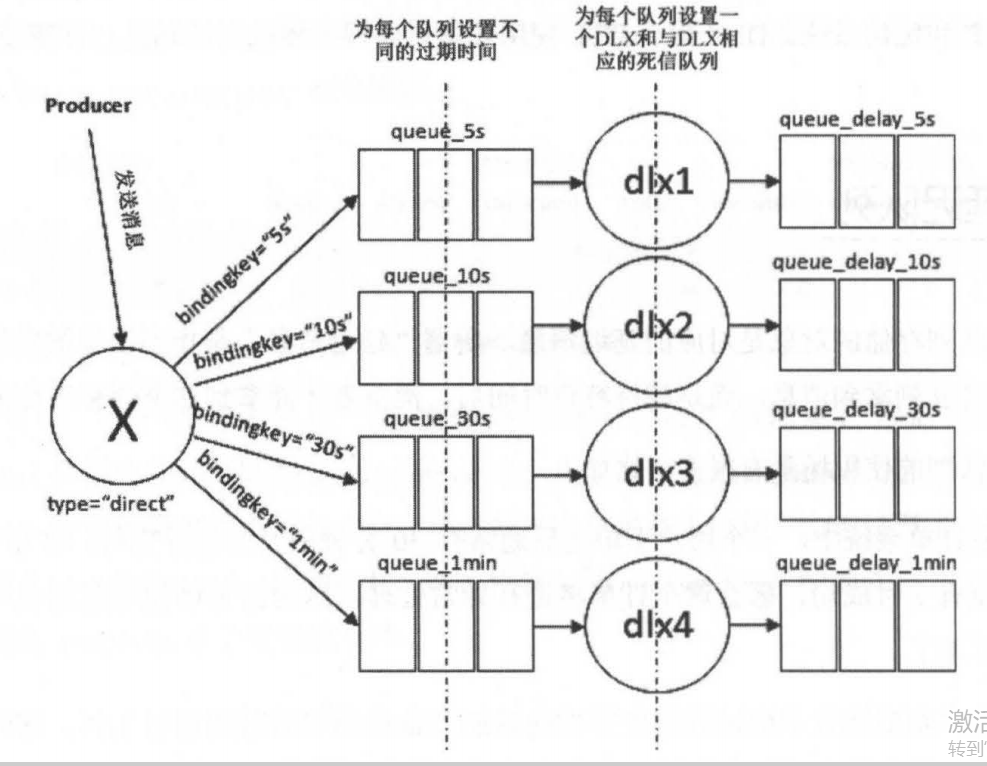 为每个队列设置不
同的过期时间
为每个队列设置一
个DLX和与DLX相
应的死信队列
Producer
发送消息
X
type="direct"
bindingkey="5s"
bindingkey="10s"
bindingkey="30s"
bindingkey="1min"
queue_5s
dlx1
queue_delay_5s
queue_10s
dlx2
queue_delay_10s
queue_30s
dlx3
queue_delay_30s
queue_1min
dlx4
queue_delay_1min
激活
转到